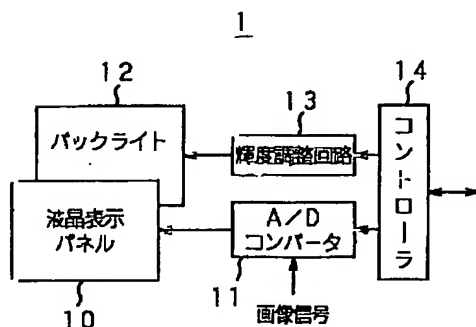 1
12
バックライト
13
輝度調整回路
14
コントローラ
液晶表示
パネル
A/D
コンバータ
10
11
画像信号